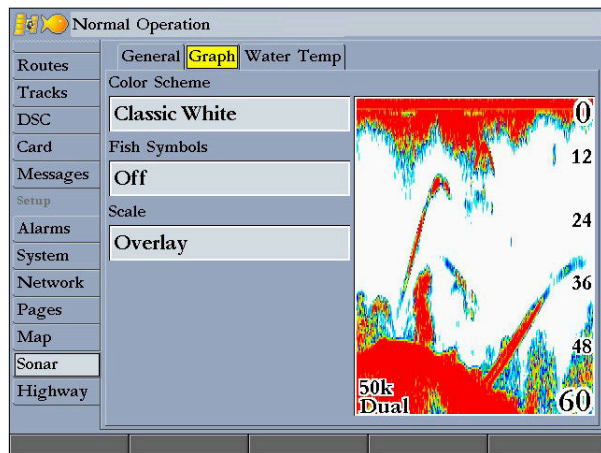 Normal Operation
Routes
Tracks
DSC
Card
Messages
Setup
Alarms
System
Network
Pages
Map
Sonar
Highway
General Graph Water Temp
Color Scheme
Classic White
Fish Symbols
Off
Scale
Overlay
0
12
24
36
48
60
50k
Dual